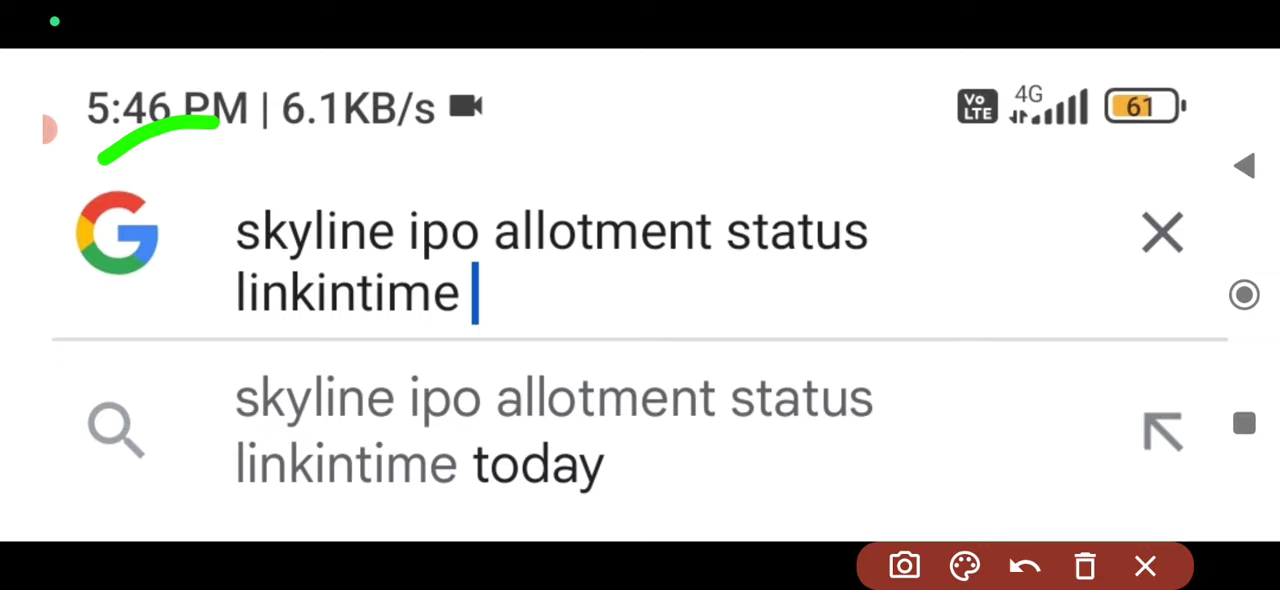 5:46 PM | 6.1KB/s
Vo LTE 4G 61
skyline ipo allotment status
linkintime
skyline ipo allotment status
linkintime today